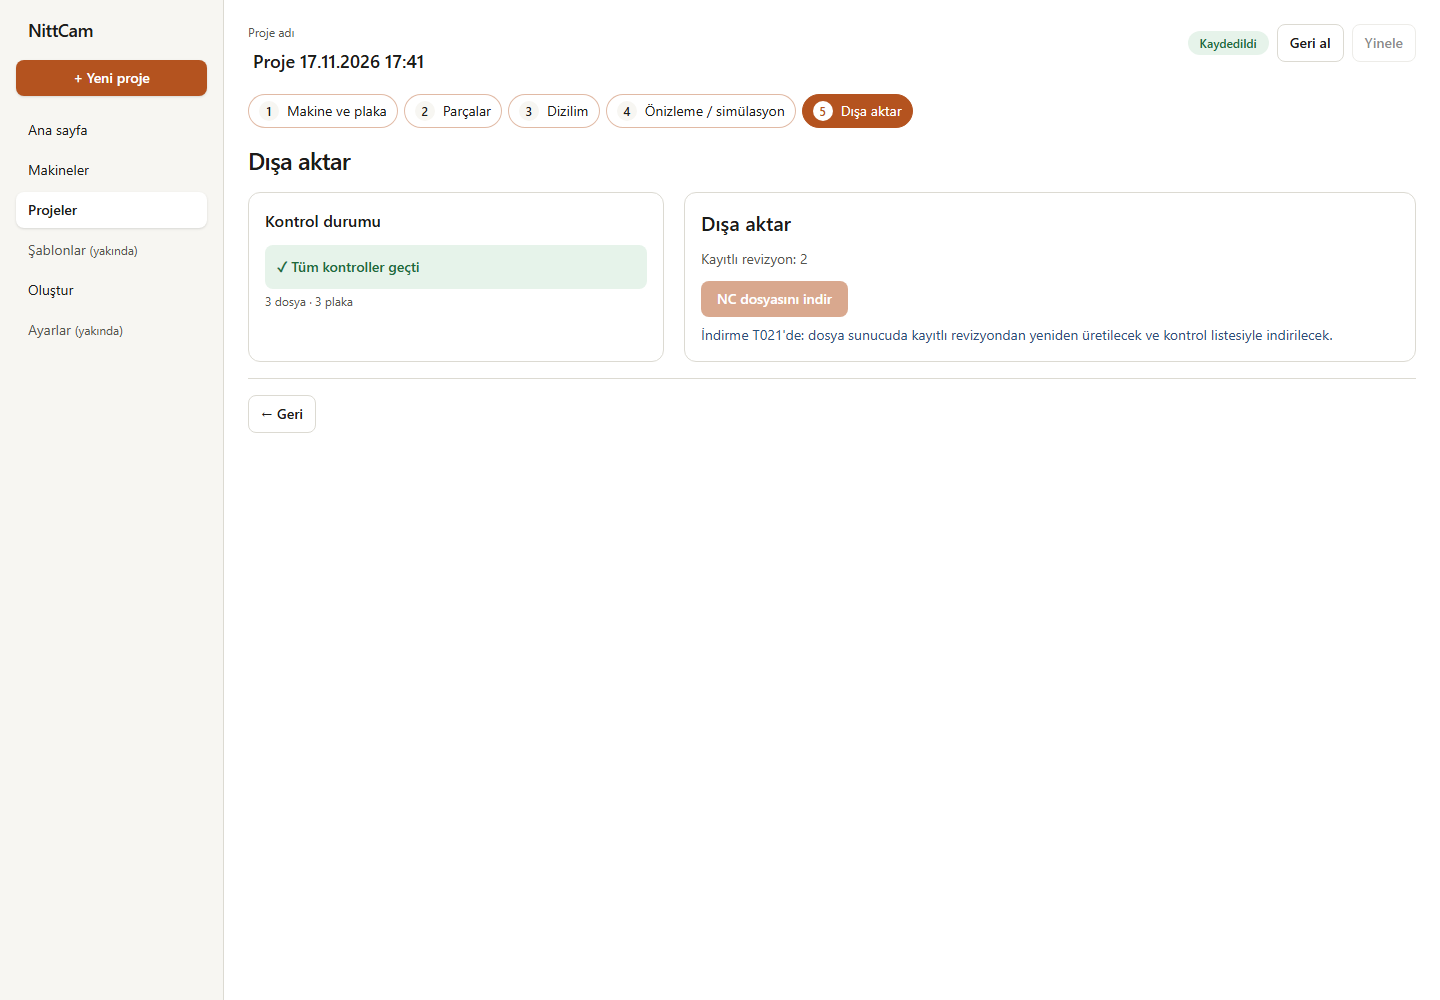 NittCam
+ Yeni proje
Ana sayfa
Makineler
Projeler
Şablonlar (yakında)
Oluştur
Ayarlar (yakında)
Proje adı
Proje 17.11.2026 17:41
Kaydedildi
Geri al
Yinele
1 Makine ve plaka
2 Parçalar
3 Dizilim
4 Önizleme / simülasyon
5 Dışa aktar
Dışa aktar
Kontrol durumu
✓ Tüm kontroller geçti
3 dosya · 3 plaka
Dışa aktar
Kayıtlı revizyon: 2
NC dosyasını indir
İndirme T021'de: dosya sunucuda kayıtlı revizyondan yeniden üretilecek ve kontrol listesiyle indirilecek.
← Geri